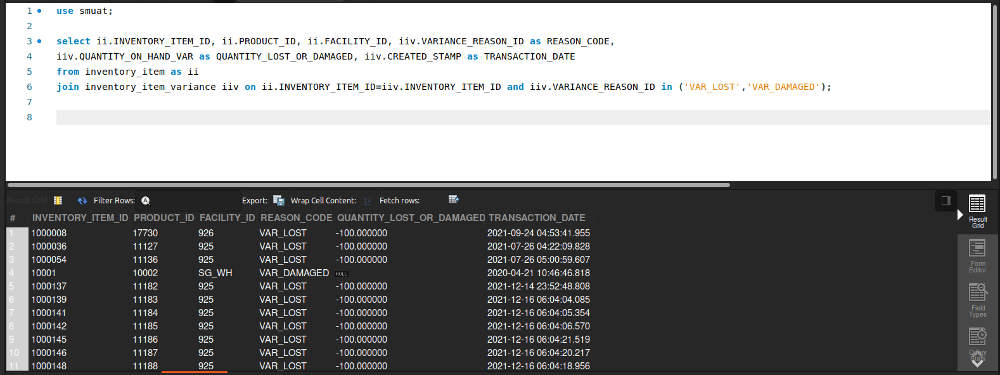 1 use smuat;
2
3 select ii.INVENTORY_ITEM_ID, ii.PRODUCT_ID, ii.FACILITY_ID, iiv.VARIANCE_REASON_ID as REASON_CODE,
4 iiv.QUANTITY_ON_HAND_VAR as QUANTITY_LOST_OR_DAMAGED, iiv.CREATED_STAMP as TRANSACTION_DATE
5 from inventory_item as ii
6 join inventory_item_variance iiv on ii.INVENTORY_ITEM_ID=iiv.INVENTORY_ITEM_ID and iiv.VARIANCE_REASON_ID in ('VAR_LOST','VAR_DAMAGED');
7
8
Result Grid Filter Rows: A Export: Wrap Cell Content: IA Fetch rows:
# INVENTORY_ITEM_ID PRODUCT_ID FACILITY_ID REASON_CODE QUANTITY_LOST_OR_DAMAGED TRANSACTION_DATE
1 1000008 17730 926 VAR_LOST -100.000000 2021-09-24 04:53:41.955
2 1000036 11127 925 VAR_LOST -100.000000 2021-07-26 04:22:09.828
3 1000054 11136 925 VAR_LOST -100.000000 2021-07-26 05:00:59.607
4 10001 10002 SG_WH VAR_DAMAGED NULL 2020-04-21 10:46:46.818
5 1000137 11182 925 VAR_LOST -100.000000 2021-12-14 23:52:48.808
6 1000139 11183 925 VAR_LOST -100.000000 2021-12-16 06:04:04.085
7 1000141 11184 925 VAR_LOST -100.000000 2021-12-16 06:04:05.354
8 1000142 11185 925 VAR_LOST -100.000000 2021-12-16 06:04:06.570
9 1000145 11186 925 VAR_LOST -100.000000 2021-12-16 06:04:21.519
10 1000146 11187 925 VAR_LOST -100.000000 2021-12-16 06:04:20.217
11 1000148 11188 925 VAR_LOST -100.000000 2021-12-16 06:04:18.956
Result
Grid
Form
Editor
Field
Types
Query
Stats